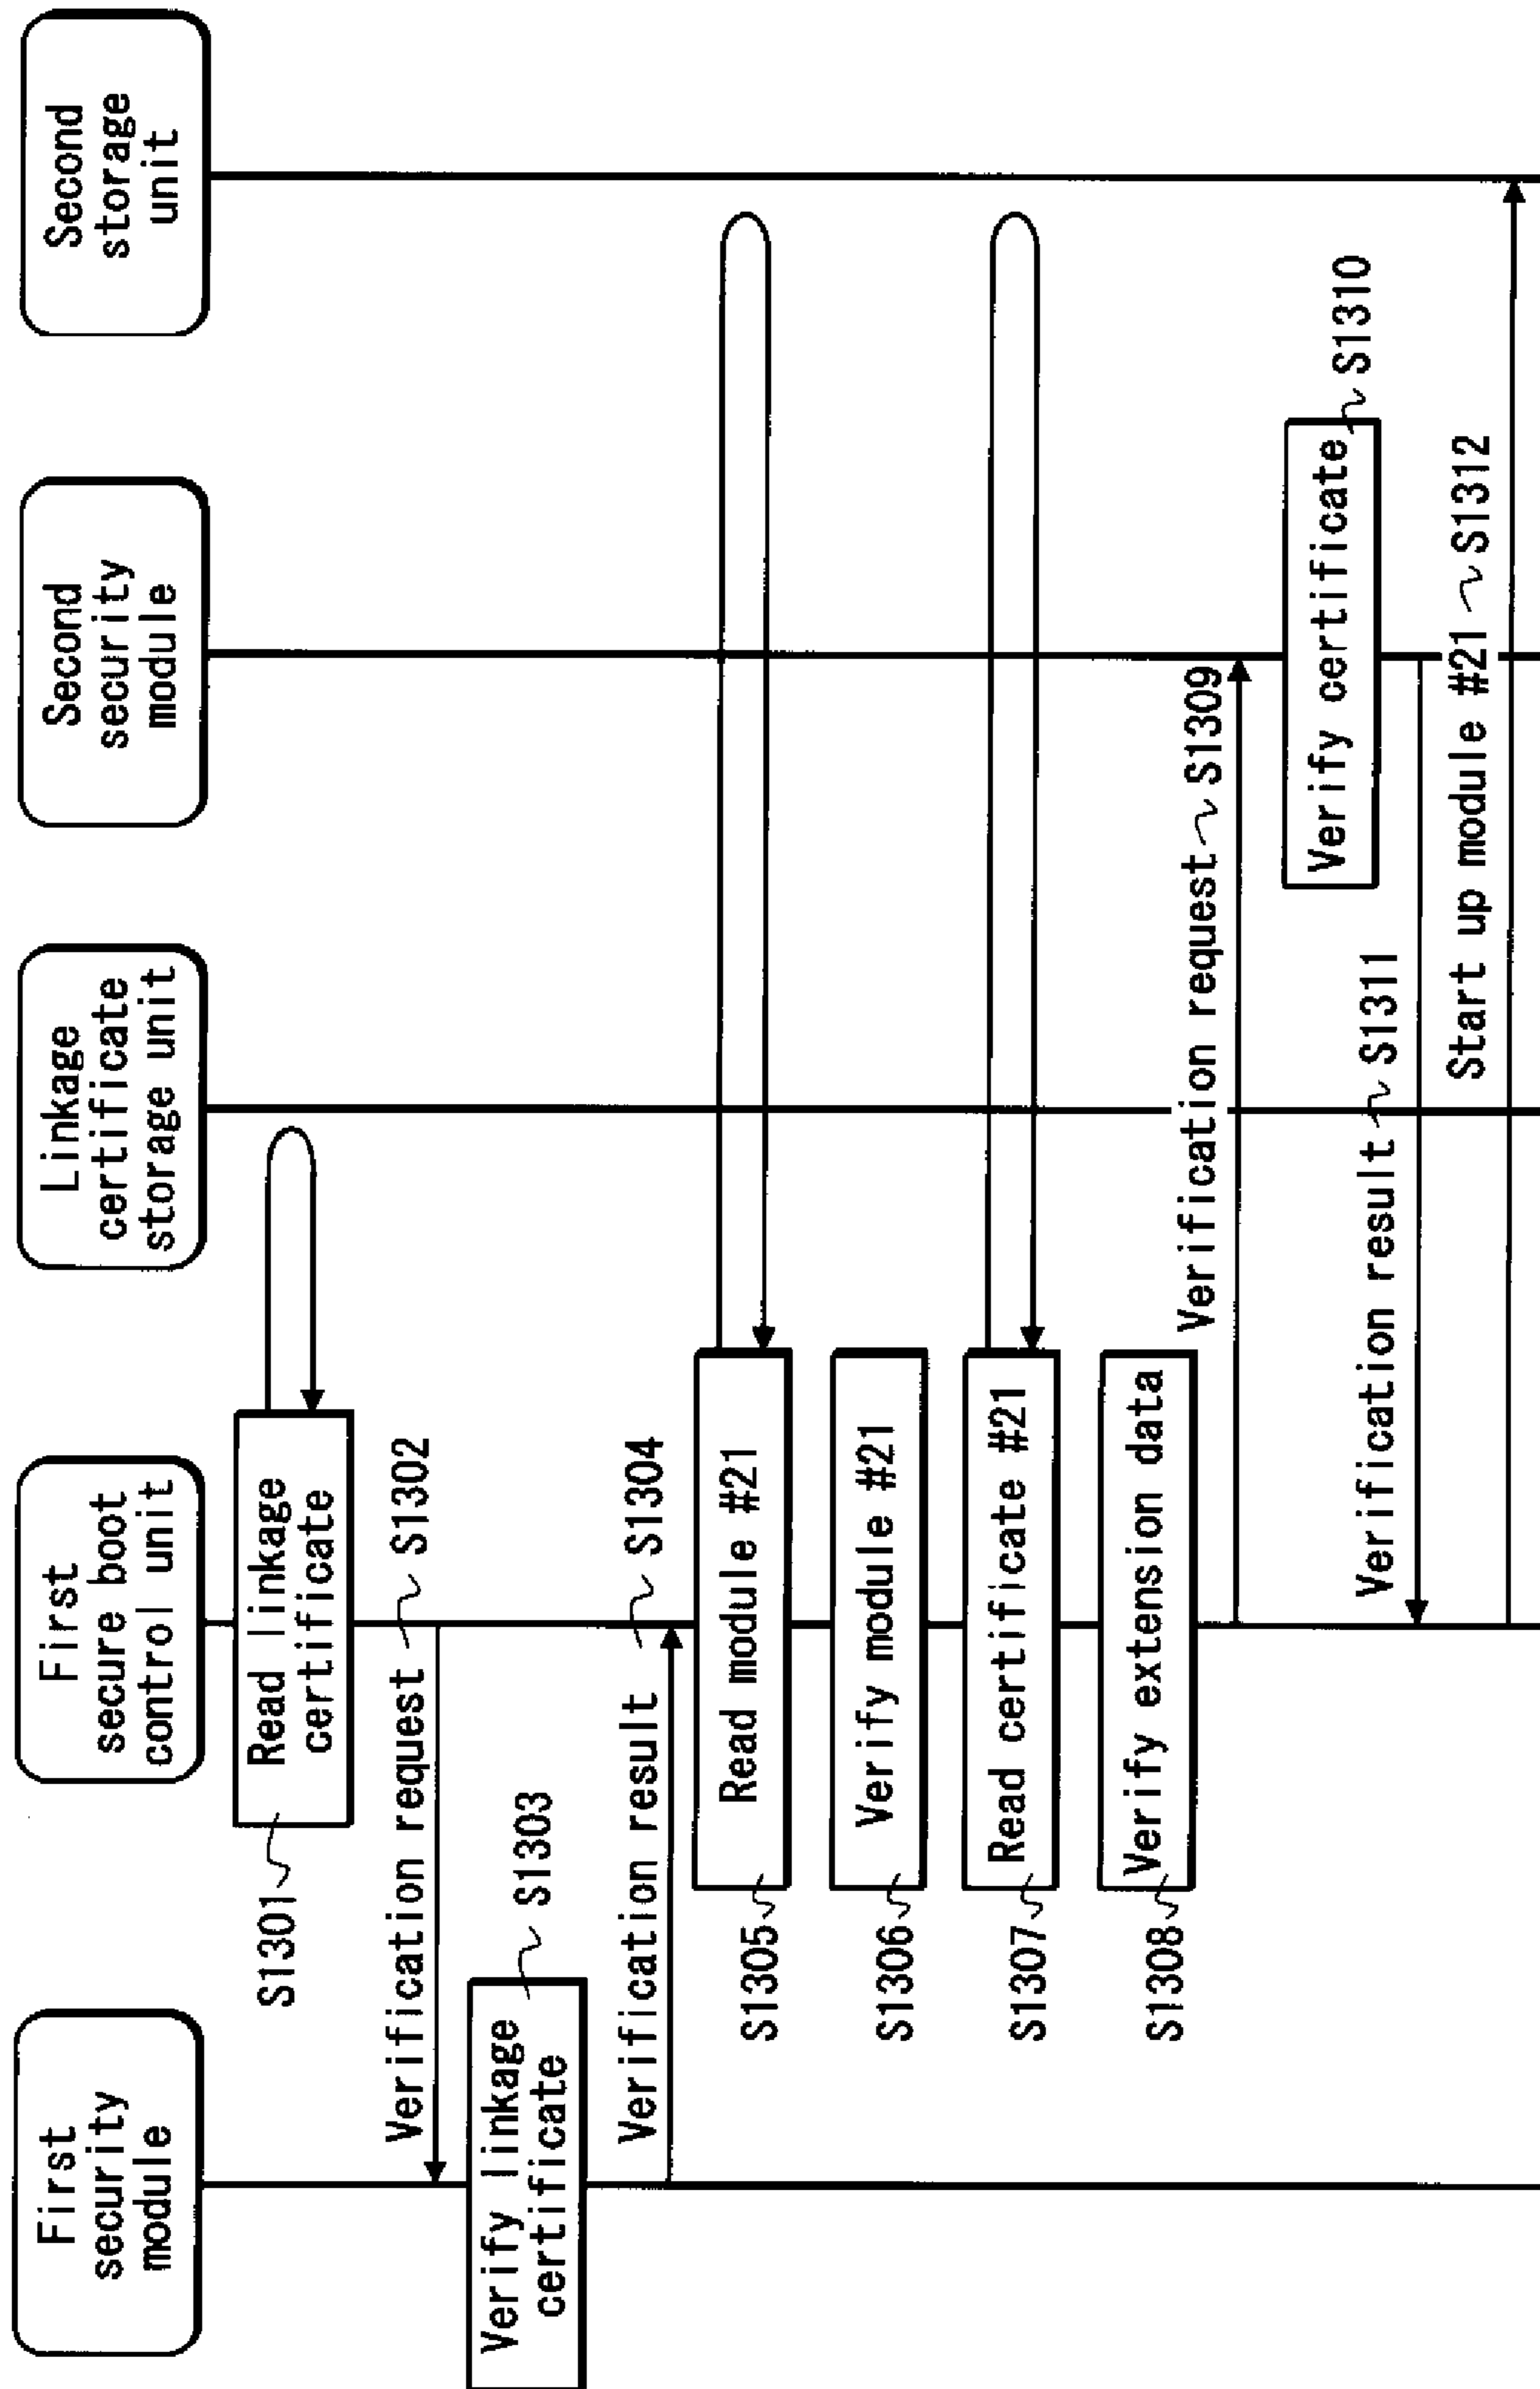 First
security
module
First
secure boot
control unit
Linkage
certificate
storage unit
Second
security
module
Second
storage
unit
S1301
Read linkage
certificate
Verification request
S1302
Verify linkage
certificate
S1303
Verification result
S1304
S1305
Read module #21
S1306
Verify module #21
S1307
Read certificate #21
S1308
Verify extension data
Verification request S1309
Verify certificate
S1310
Verification result S1311
Start up module #21 S1312